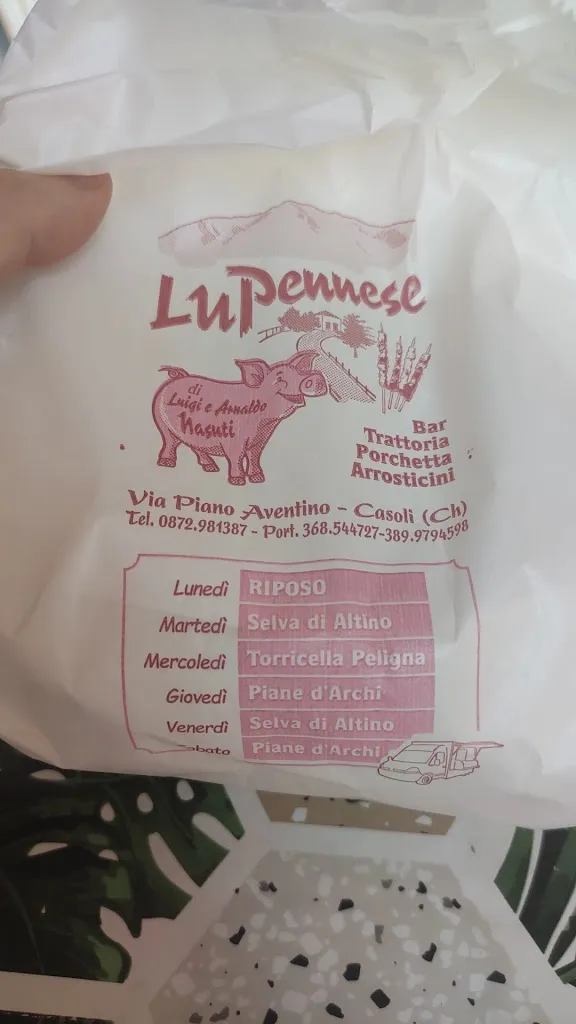 Lu Pennese
di
Luigi e Arnaldo
Nasuti
Bar
Trattoria
Porchetta
Arrosticini
Via Piano Aventino - Casoli (Ch)
Tel. 0872.981387 - Port. 368.544727-389.9794598
Lunedì RIPOSO
Martedì Selva di Altino
Mercoledì Torricella Peligna
Giovedì Piane d'Archi
Venerdì Selva di Altino
Piane d'Archi